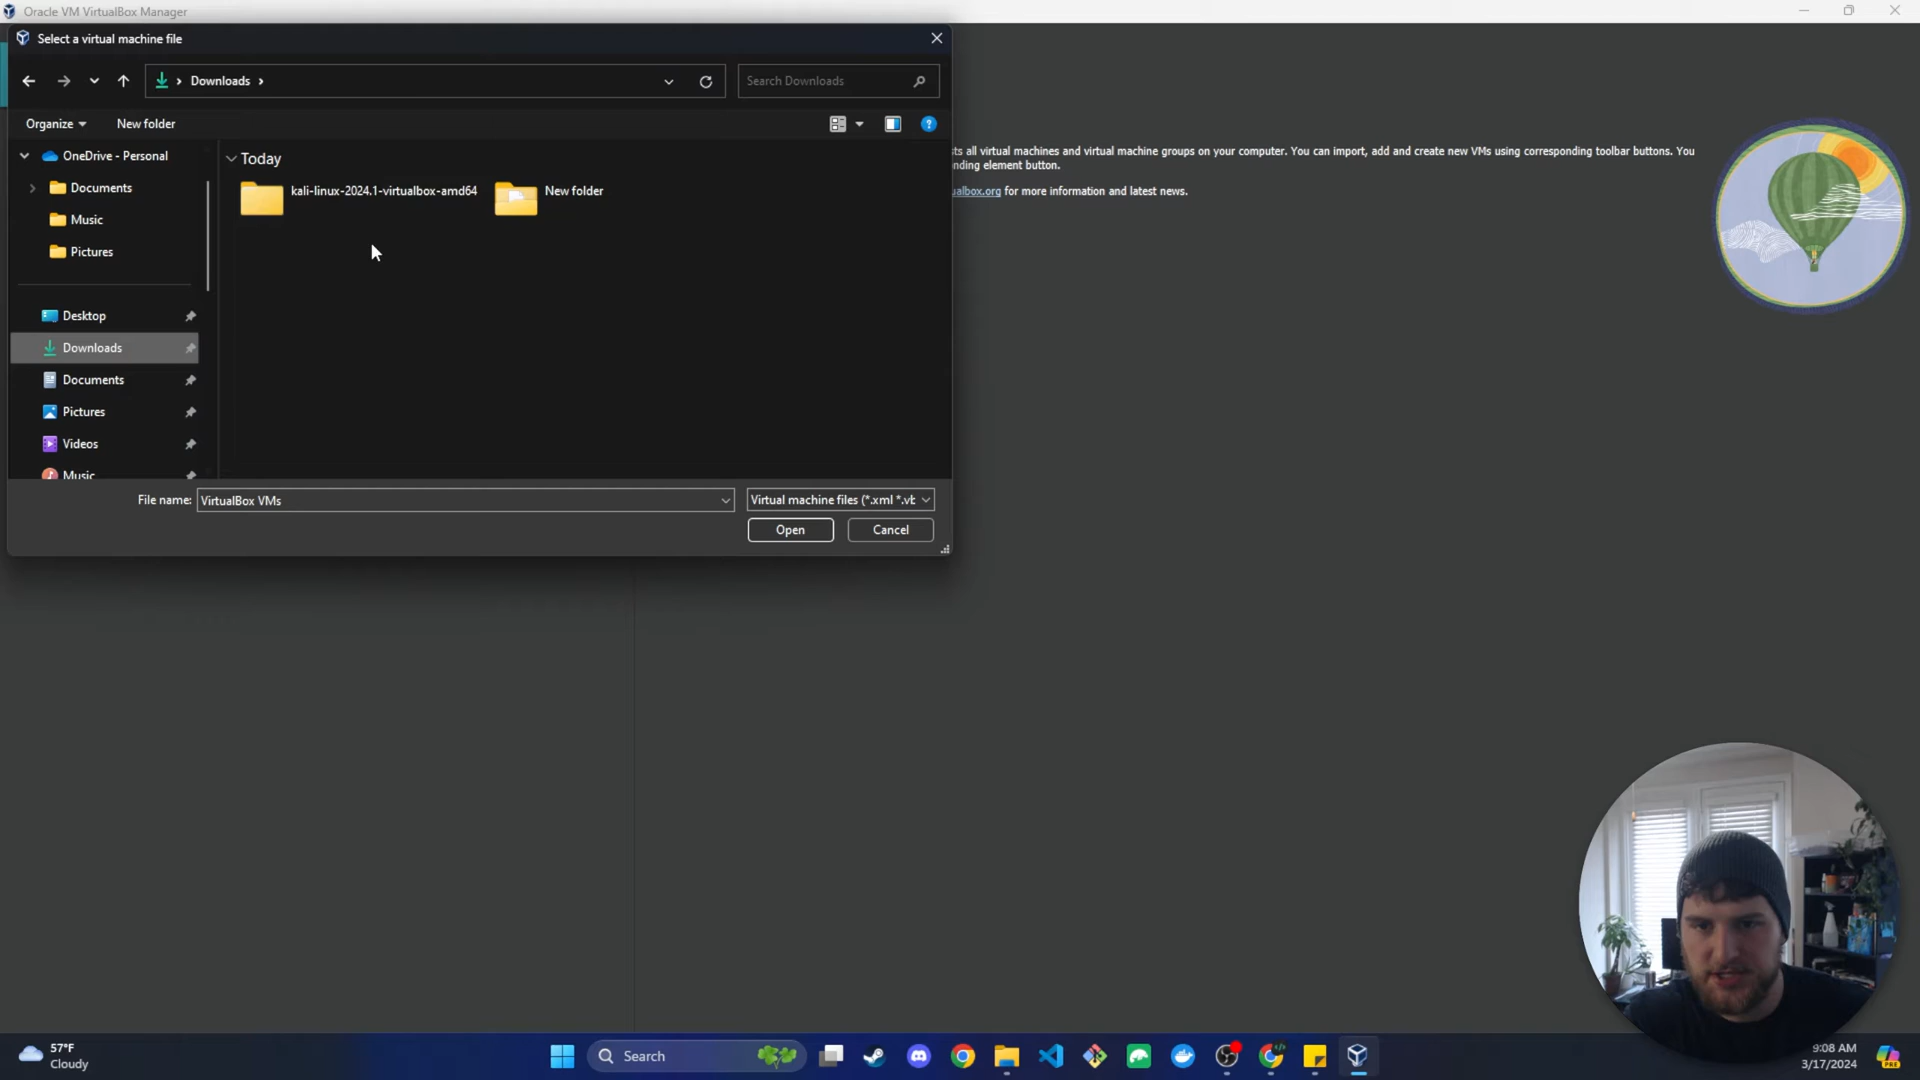 Oracle VM VirtualBox Manager
Select a virtual machine file
Downloads
Search Downloads
Organize
New folder
OneDrive - Personal
Documents
Music
Pictures
Desktop
Downloads
Documents
Pictures
Videos
Music
Today
kali-linux-2024.1-virtualbox-amd64
New folder
File name:
VirtualBox VMs
Virtual machine files (*.xml *.vb
Open
Cancel
sts all virtual machines and virtual machine groups on your computer. You can import, add and create new VMs using corresponding toolbar buttons. You
nding element button.
ualbox.org for more information and latest news.
57°F
Cloudy
Search
9:08 AM
3/17/2024
PRE